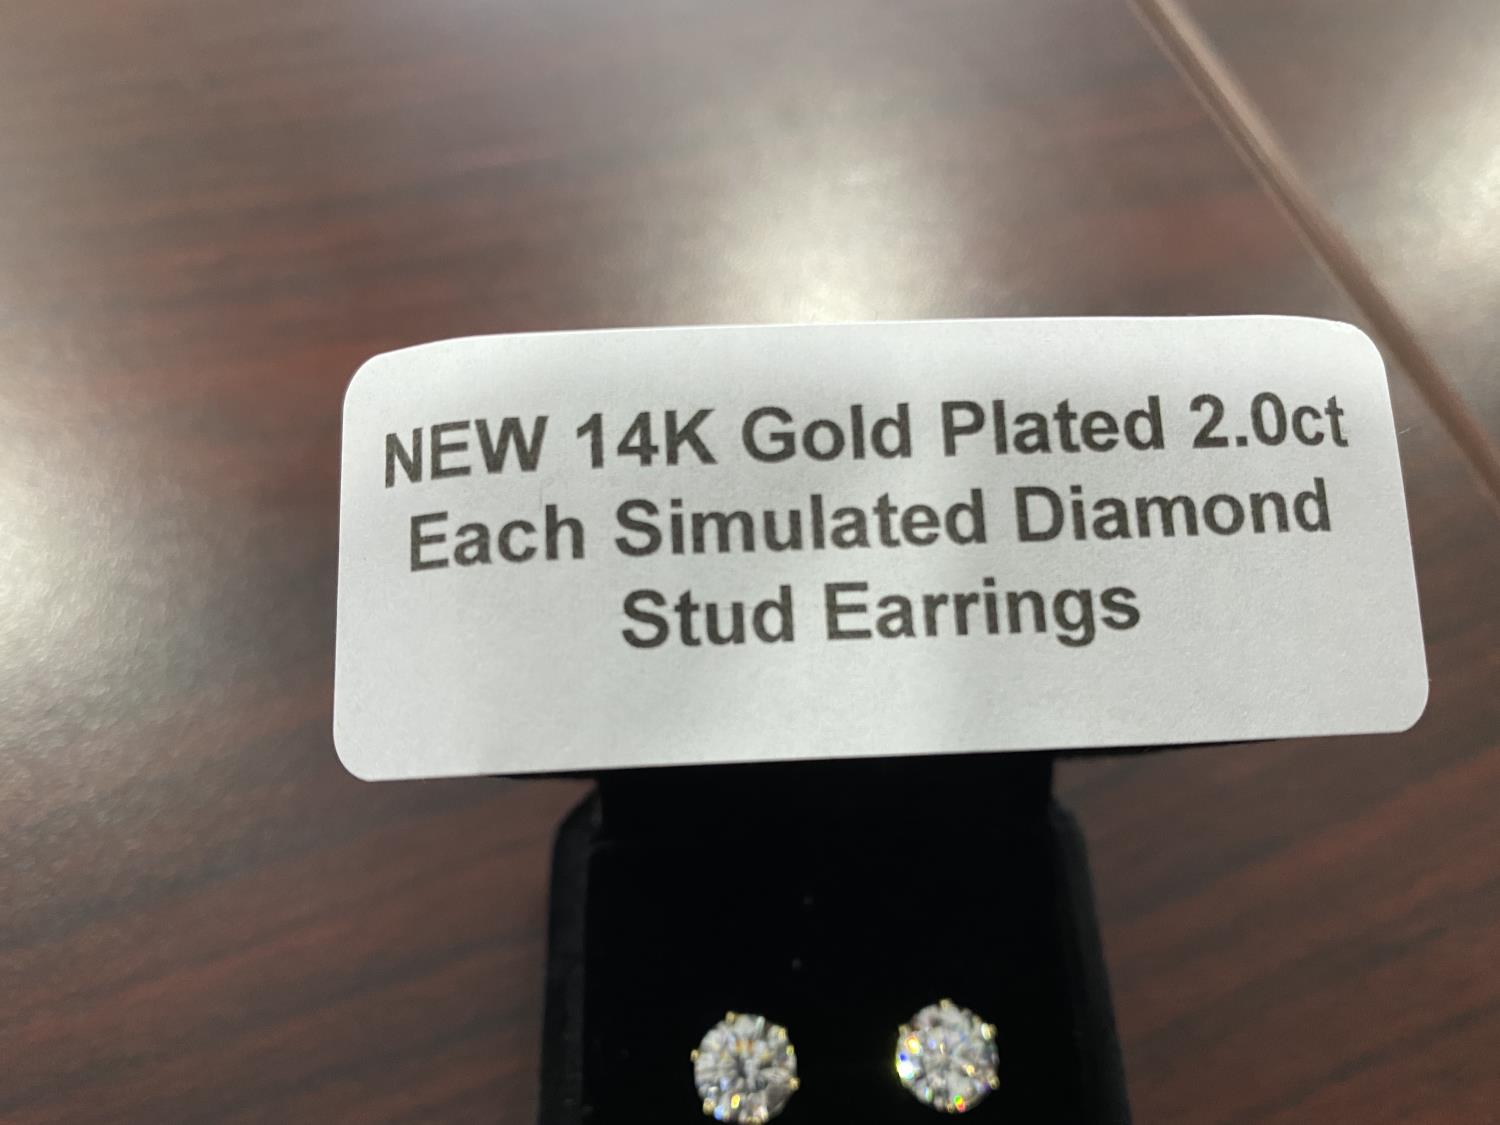 NEW 14K Gold Plated 2.0ct
Each Simulated Diamond
Stud Earrings